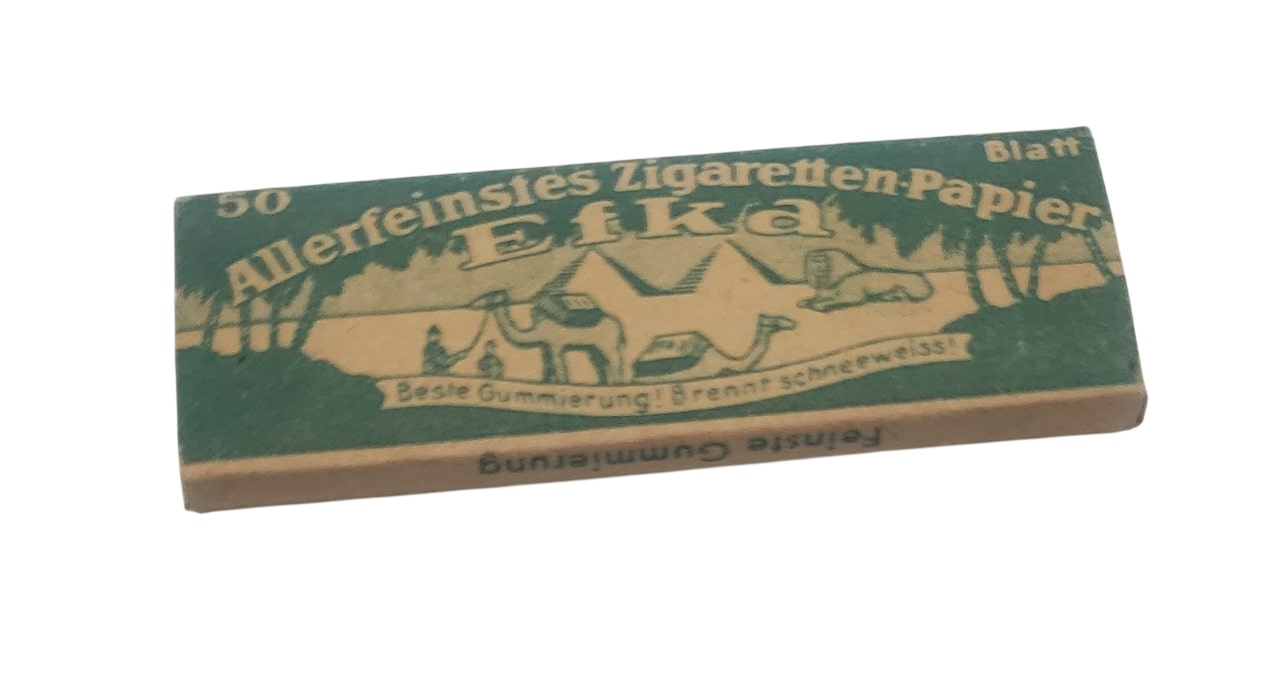 50 Blatt
Allerfeinstes Zigaretten-Papier
Efka
Beste Gummierung! Brennt schneeweiss!
Feinste Gummierung